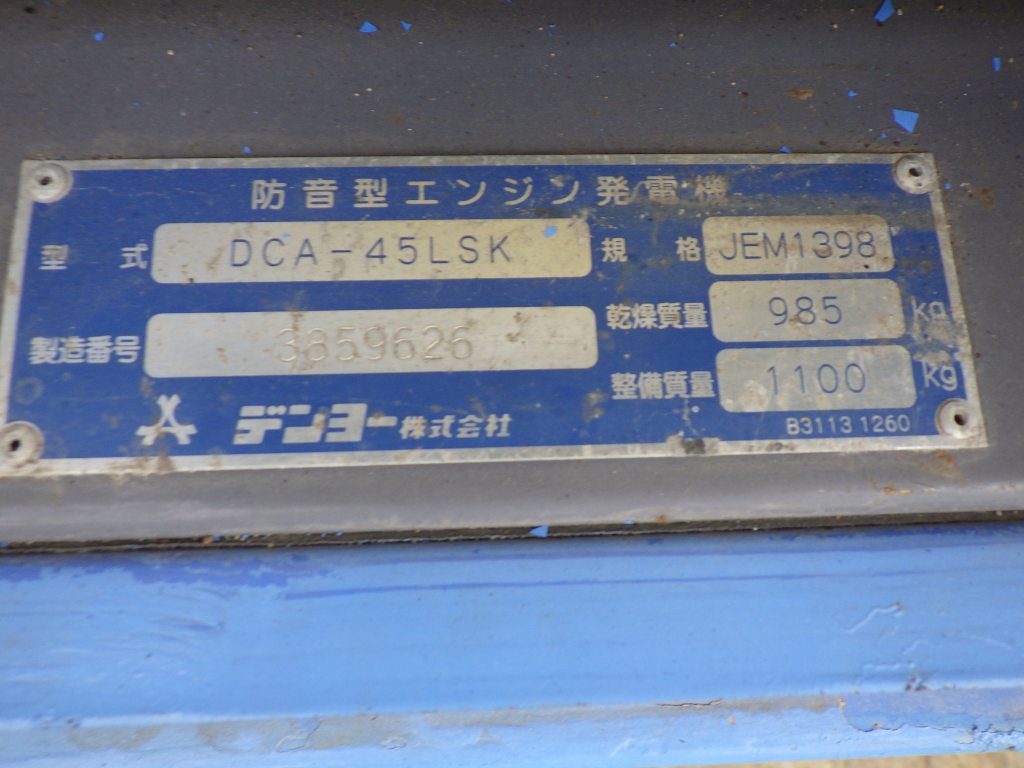 防音型エンジン発電機
型式 DCA-45LSK 規格 JEM1398
製造番号 3859626 乾燥質量 985 kg
整備質量 1100 kg
デンヨー株式会社 B31131260